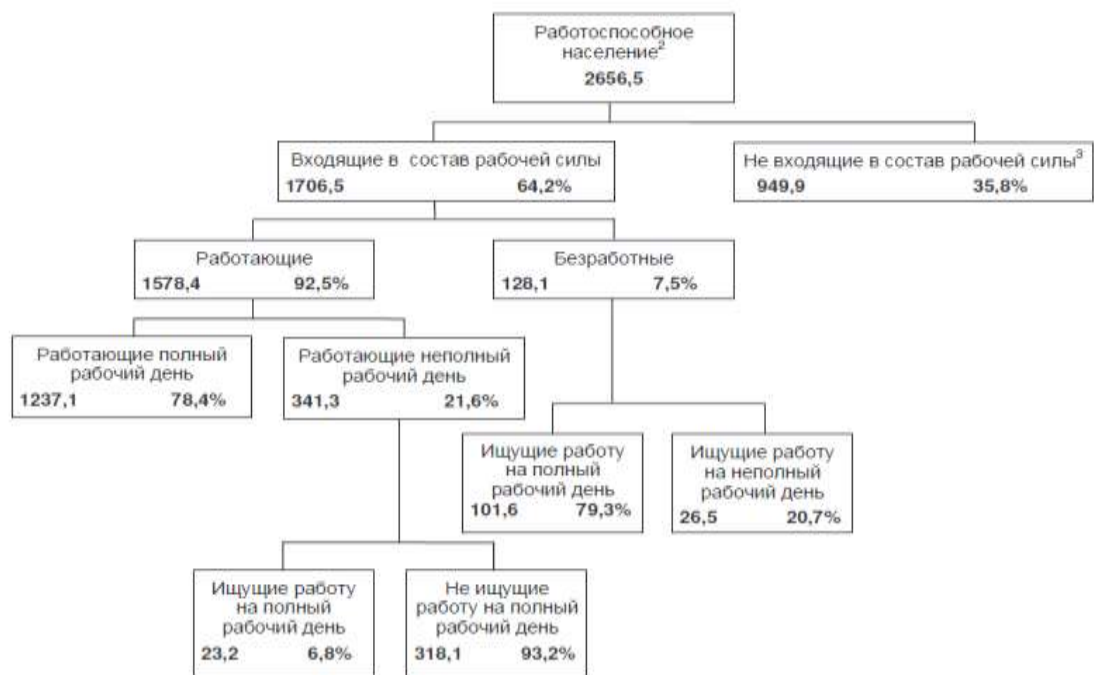 Работоспособное
население²
2656,5
Входящие в состав рабочей силы
1706,5 64,2%
Не входящие в состав рабочей силы³
949,9 35,8%
Работающие
1578,4 92,5%
Безработные
128,1 7,5%
Работающие полный
рабочий день
1237,1 78,4%
Работающие неполный
рабочий день
341,3 21,6%
Ищущие работу
на полный
рабочий день
101,6 79,3%
Ищущие работу
на неполный
рабочий день
26,5 20,7%
Ищущие работу
на полный
рабочий день
23,2 6,8%
Не ищущие
работу на полный
рабочий день
318,1 93,2%